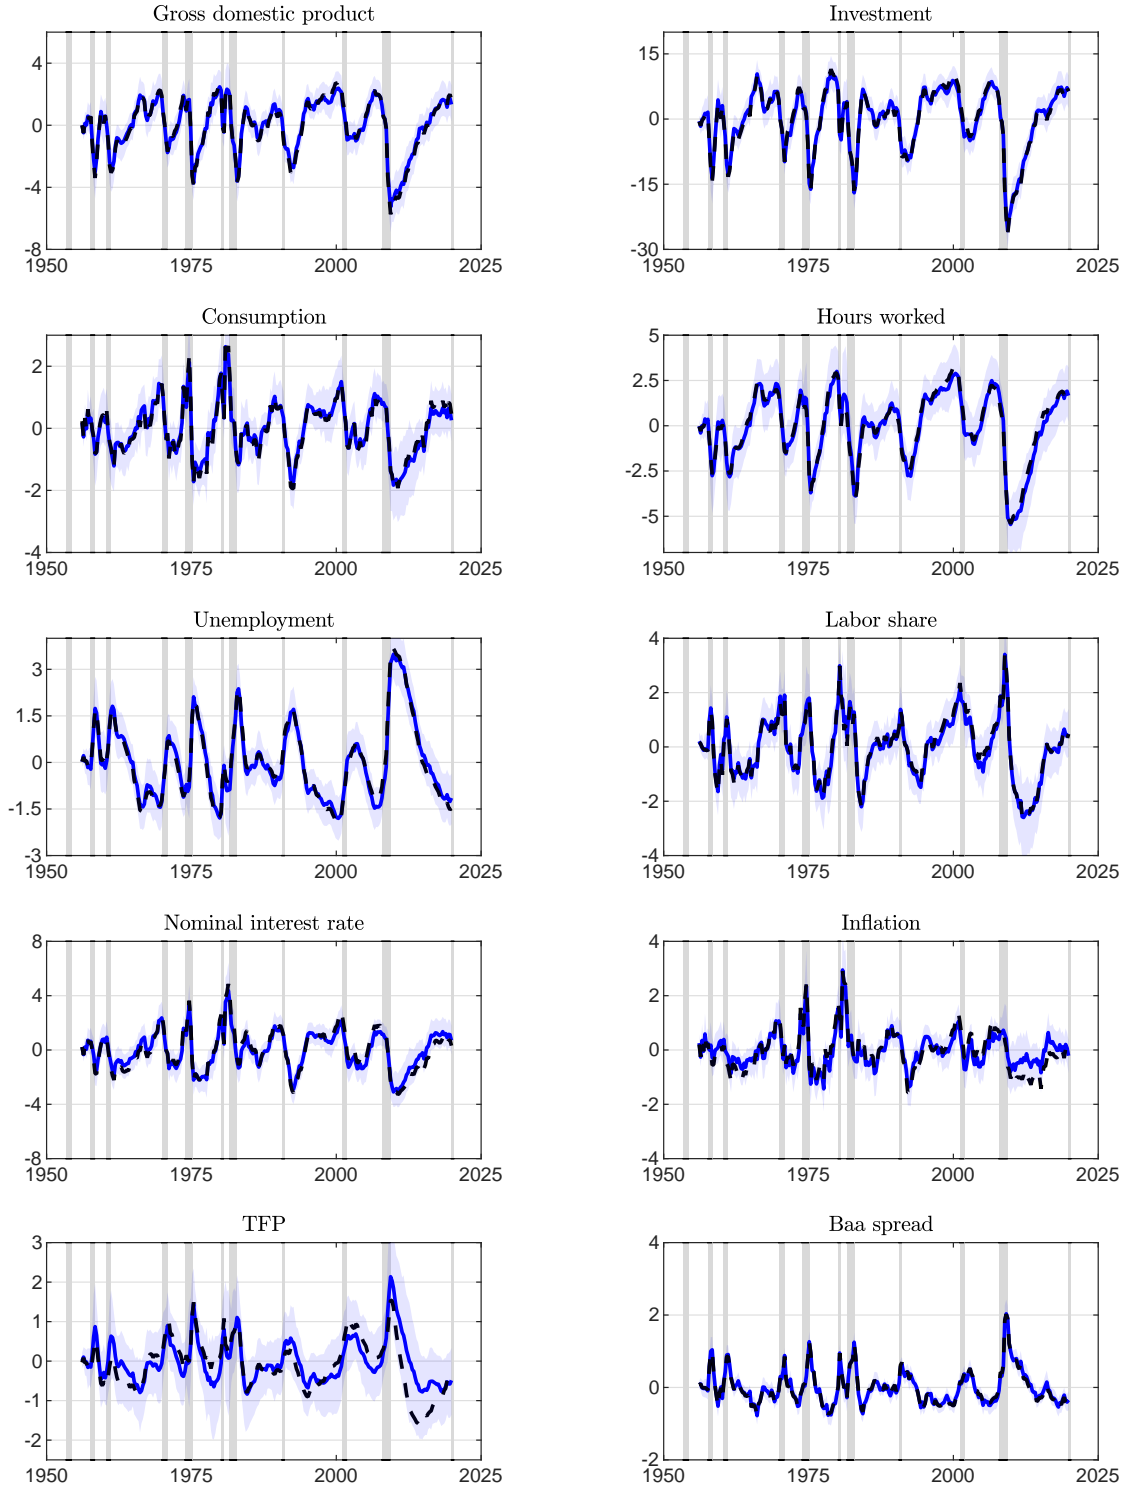 Gross domestic product
4
0
-4
-8
1950 1975 2000 2025
Investment
15
0
-15
-30
1950 1975 2000 2025
Consumption
2
0
-2
-4
1950 1975 2000 2025
Hours worked
5
2.5
0
-2.5
-5
1950 1975 2000 2025
Unemployment
3
1.5
0
-1.5
-3
1950 1975 2000 2025
Labor share
4
2
0
-2
-4
1950 1975 2000 2025
Nominal interest rate
8
4
0
-4
-8
1950 1975 2000 2025
Inflation
4
2
0
-2
-4
1950 1975 2000 2025
TFP
3
2
1
0
-1
-2
1950 1975 2000 2025
Baa spread
4
2
0
-2
1950 1975 2000 2025